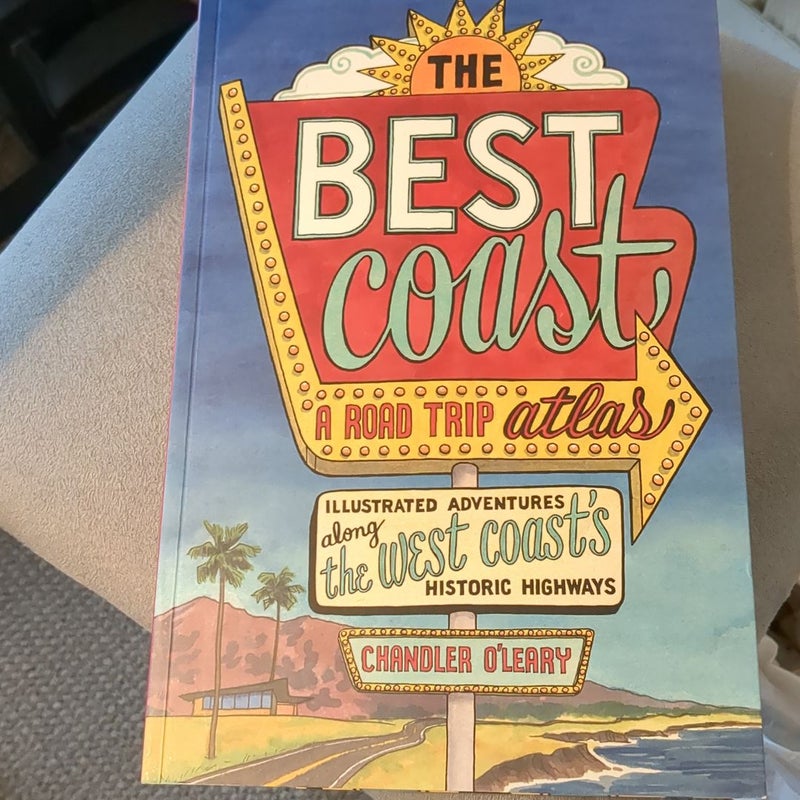 THE
BEST
coast
A ROAD TRIP atlas
ILLUSTRATED ADVENTURES
along
the WEST COAST'S
HISTORIC HIGHWAYS
CHANDLER O'LEARY